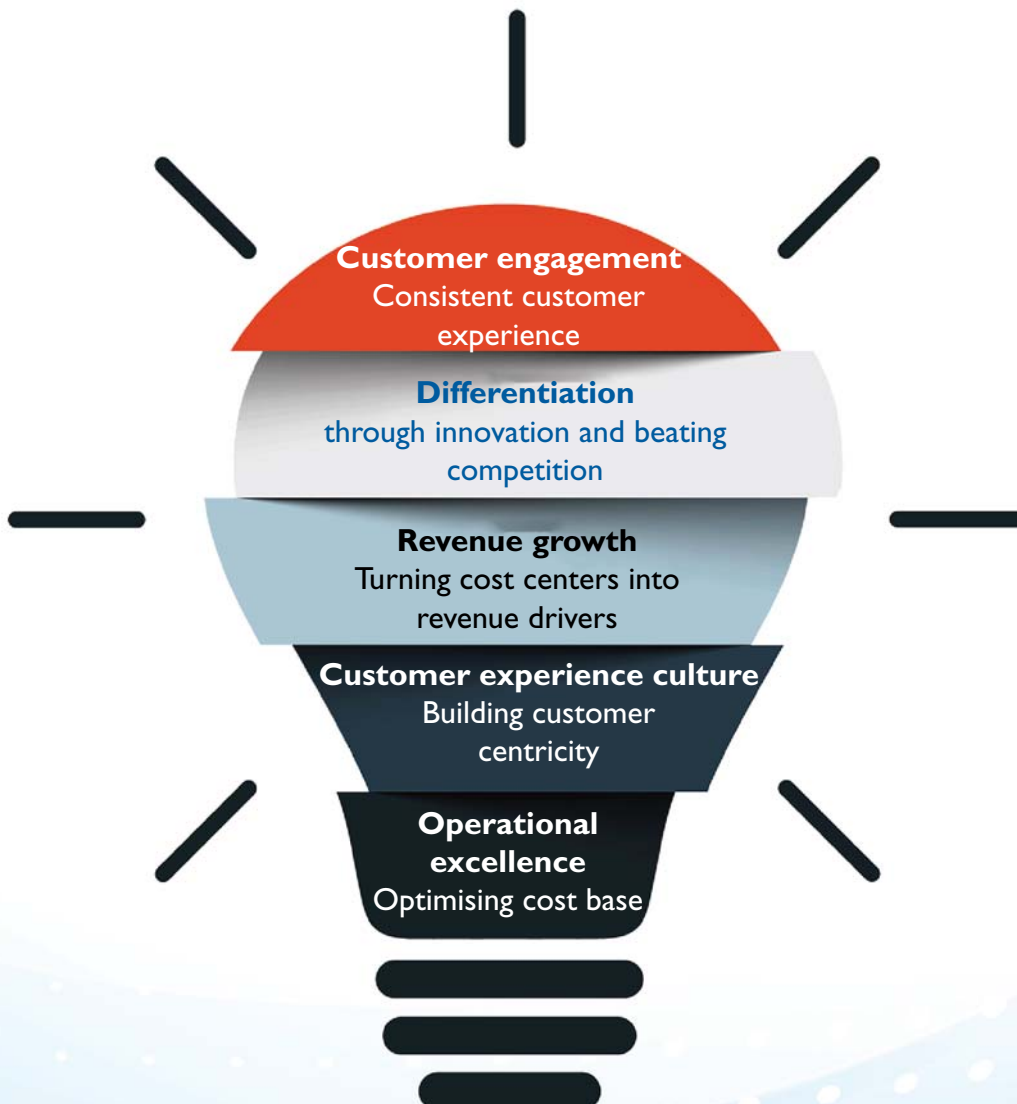 Customer engagement
Consistent customer
experience
Differentiation
through innovation and beating
competition
Revenue growth
Turning cost centers into
revenue drivers
Customer experience culture
Building customer
centricity
Operational
excellence
Optimising cost base